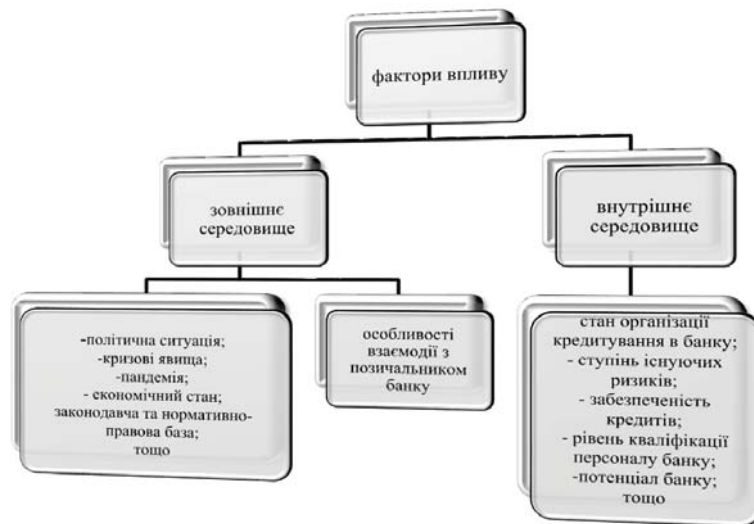 фактори впливу
зовнішнє
середовище
внутрішнє
середовище
-політична ситуація;
-кризові явища;
-пандемія;
- економічний стан;
законодавча та нормативно-
правова база;
тощо
особливості
взаємодії з
позичальником
банку
стан організації
кредитування в банку;
- ступінь існуючих
ризиків;
- забезпеченість
кредитів;
- рівень кваліфікації
персоналу банку;
-потенціал банку;
тощо